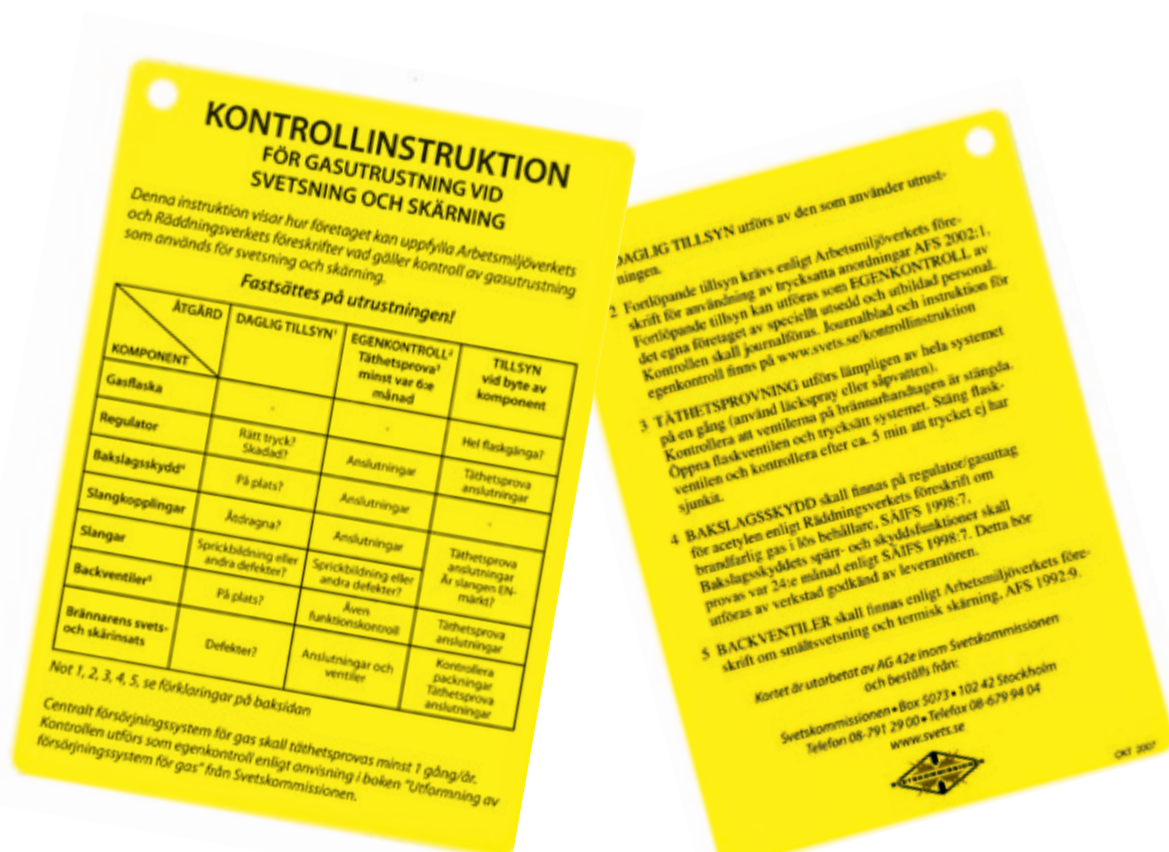 KONTROLLINSTRUKTION
FÖR GASUTRUSTNING VID
SVETSNING OCH SKÄRNING
Denna instruktion visar hur företaget kan uppfylla Arbetsmiljöverkets
och Räddningsverkets föreskrifter vad gäller kontroll av gasutrustning
som används för svetsning och skärning.
Fastsättes på utrustningen!
ÅTGÄRD
KOMPONENT
DAGLIG TILLSYN¹
EGENKONTROLL²
Täthetsprova³
minst var 6:e
månad
TILLSYN
vid byte av
komponent
Gasflaska
-
-
Hel flaskgänga?
Regulator
Rätt tryck?
Skadad?
Anslutningar
Täthetsprova
anslutningar
Bakslagsskydd⁴
På plats?
Anslutningar
-
Slangkopplingar
Åtdragna?
Anslutningar
Täthetsprova
anslutningar
Är slangen EN-
märkt?
Slangar
Sprickbildning eller
andra defekter?
Sprickbildning eller
andra defekter?
Backventiler⁵
På plats?
Även
funktionskontroll
Täthetsprova
anslutningar
Brännarens svets-
och skärinsats
Defekter?
Anslutningar och
ventiler
Kontrollera
packningar
Täthetsprova
anslutningar
Not 1, 2, 3, 4, 5, se förklaringar på baksidan
Centralt försörjningssystem för gas skall täthetsprovas minst 1 gång/år.
Kontrollen utförs som egenkontroll enligt anvisning i boken "Utformning av
försörjningssystem för gas" från Svetskommissionen.
DAGLIG TILLSYN utförs av den som använder utrust-
ningen.
2 Fortlöpande tillsyn krävs enligt Arbetsmiljöverkets före-
skrift för användning av trycksatta anordningar AFS 2002:1.
Fortlöpande tillsyn kan utföras som EGENKONTROLL av
det egna företaget av speciellt utsedd och utbildad personal.
Kontrollen skall journalföras. Journalblad och instruktion för
egenkontroll finns på www.svets.se/kontrollinstruktion
3 TÄTHETSPROVNING utförs lämpligen av hela systemet
på en gång (använd läckspray eller såpvatten).
Kontrollera att ventilerna på brännarhandtagen är stängda.
Öppna flaskventilen och trycksätt systemet. Stäng flask-
ventilen och kontrollera efter ca. 5 min att trycket ej har
sjunkit.
4 BAKSLAGSSKYDD skall finnas på regulator/gasuttag
för acetylen enligt Räddningsverkets föreskrift om
brandfarlig gas i lös behållare, SÄIFS 1998:7.
Bakslagsskyddets spärr- och skyddsfunktioner skall
provas var 24:e månad enligt SÄIFS 1998:7. Detta bör
utföras av verkstad godkänd av leverantören.
5 BACKVENTILER skall finnas enligt Arbetsmiljöverkets före-
skrift om smältsvetsning och termisk skärning, AFS 1992:9.
Kortet är utarbetat av AG 42e inom Svetskommissionen
och beställs från:
Svetskommissionen • Box 5073 • 102 42 Stockholm
Telefon 08-791 29 00 • Telefax 08-679 94 04
www.svets.se
SVETSKOMMISSIONEN
OKT 2007